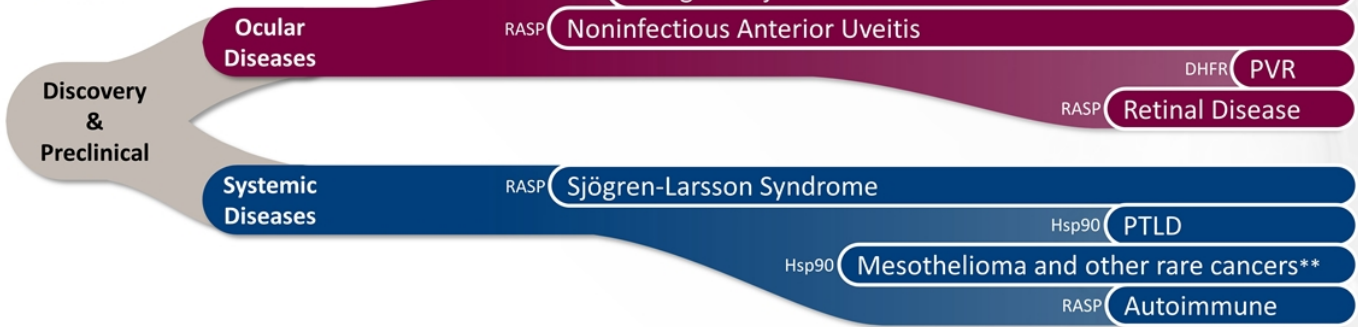 Ocular
Diseases
RASP Noninfectious Anterior Uveitis
DHFR PVR
RASP Retinal Disease
Discovery
&
Preclinical
Systemic
Diseases
RASP Sjögren-Larsson Syndrome
Hsp90 PTLD
Hsp90 Mesothelioma and other rare cancers**
RASP Autoimmune